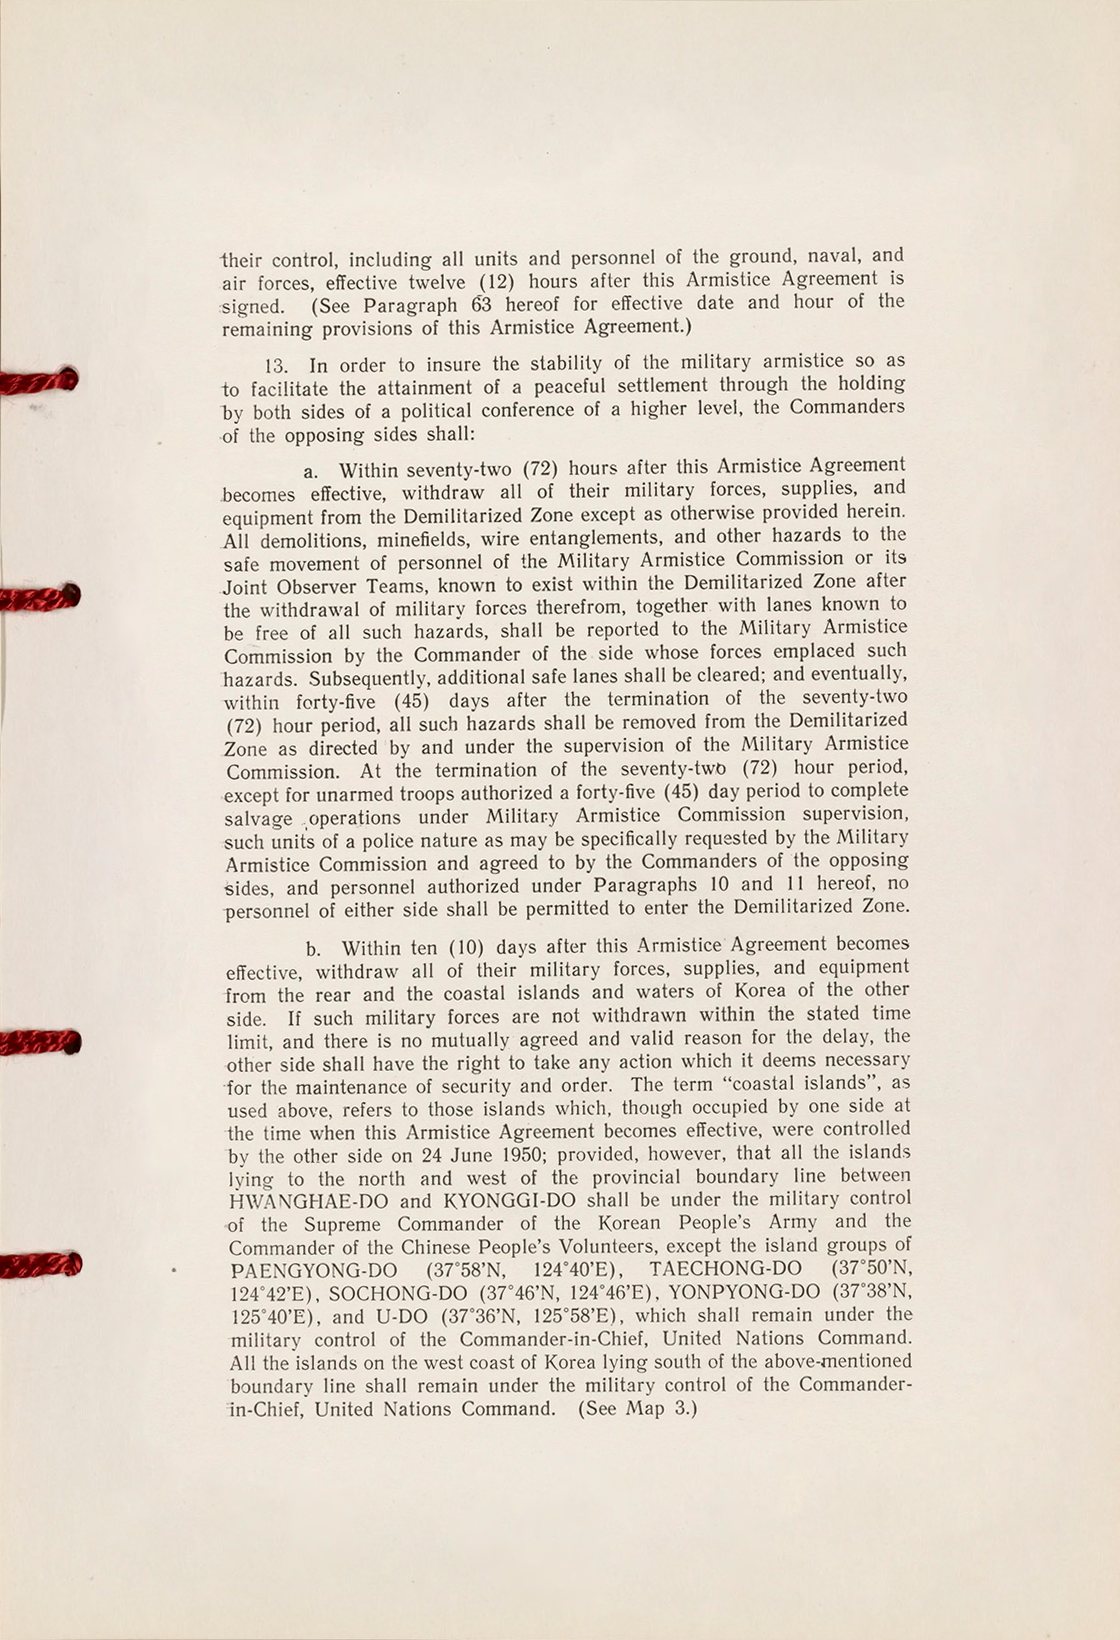 their control, including all units and personnel of the ground, naval, and
air forces, effective twelve (12) hours after this Armistice Agreement is
signed. (See Paragraph 63 hereof for effective date and hour of the
remaining provisions of this Armistice Agreement.)
13. In order to insure the stability of the military armistice so as
to facilitate the attainment of a peaceful settlement through the holding
by both sides of a political conference of a higher level, the Commanders
of the opposing sides shall:
a. Within seventy-two (72) hours after this Armistice Agreement
becomes effective, withdraw all of their military forces, supplies, and
equipment from the Demilitarized Zone except as otherwise provided herein.
All demolitions, minefields, wire entanglements, and other hazards to the
safe movement of personnel of the Military Armistice Commission or its
Joint Observer Teams, known to exist within the Demilitarized Zone after
the withdrawal of military forces therefrom, together with lanes known to
be free of all such hazards, shall be reported to the Military Armistice
Commission by the Commander of the side whose forces emplaced such
hazards. Subsequently, additional safe lanes shall be cleared; and eventually,
within forty-five (45) days after the termination of the seventy-two
(72) hour period, all such hazards shall be removed from the Demilitarized
Zone as directed by and under the supervision of the Military Armistice
Commission. At the termination of the seventy-two (72) hour period,
except for unarmed troops authorized a forty-five (45) day period to complete
salvage operations under Military Armistice Commission supervision,
such units of a police nature as may be specifically requested by the Military
Armistice Commission and agreed to by the Commanders of the opposing
sides, and personnel authorized under Paragraphs 10 and 11 hereof, no
personnel of either side shall be permitted to enter the Demilitarized Zone.
b. Within ten (10) days after this Armistice Agreement becomes
effective, withdraw all of their military forces, supplies, and equipment
from the rear and the coastal islands and waters of Korea of the other
side. If such military forces are not withdrawn within the stated time
limit, and there is no mutually agreed and valid reason for the delay, the
other side shall have the right to take any action which it deems necessary
for the maintenance of security and order. The term “coastal islands”, as
used above, refers to those islands which, though occupied by one side at
the time when this Armistice Agreement becomes effective, were controlled
by the other side on 24 June 1950; provided, however, that all the islands
lying to the north and west of the provincial boundary line between
HWANGHAE-DO and KYONGGI-DO shall be under the military control
of the Supreme Commander of the Korean People’s Army and the
Commander of the Chinese People’s Volunteers, except the island groups of
PAENGYONG-DO (37°58’N, 124°40’E), TAECHONG-DO (37°50’N,
124°42’E), SOCHONG-DO (37°46’N, 124°46’E), YONPYONG-DO (37°38’N,
125°40’E), and U-DO (37°36’N, 125°58’E), which shall remain under the
military control of the Commander-in-Chief, United Nations Command.
All the islands on the west coast of Korea lying south of the above-mentioned
boundary line shall remain under the military control of the Commander-
in-Chief, United Nations Command. (See Map 3.)